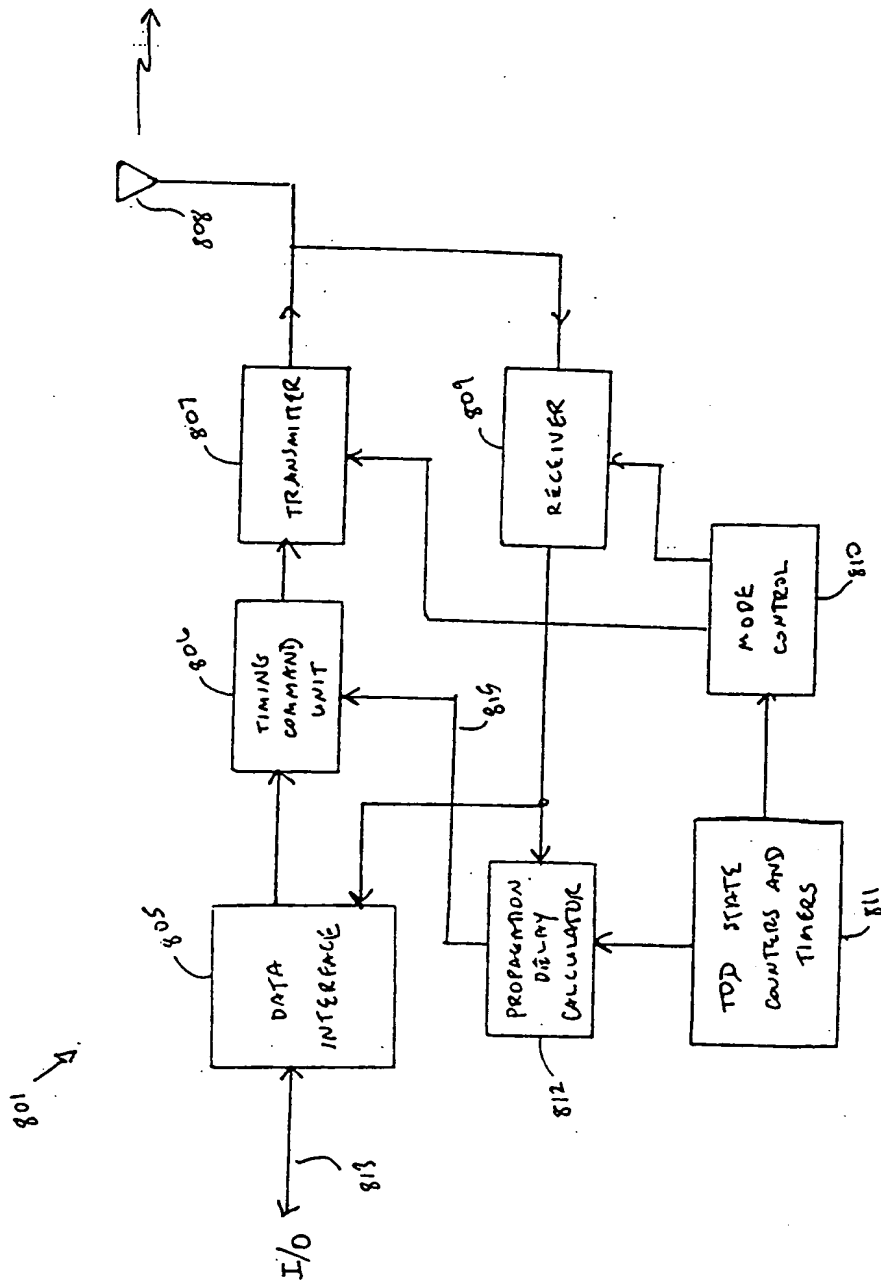 801
808
805
806
807
DATA
INTERFACE
TIMING
COMMAND
UNIT
TRANSMITTER
I/O
813
815
809
PROPAGATION
DELAY
CALCULATOR
812
RECEIVER
TDD STATE
COUNTERS AND
TIMERS
811
MODE
CONTROL
810